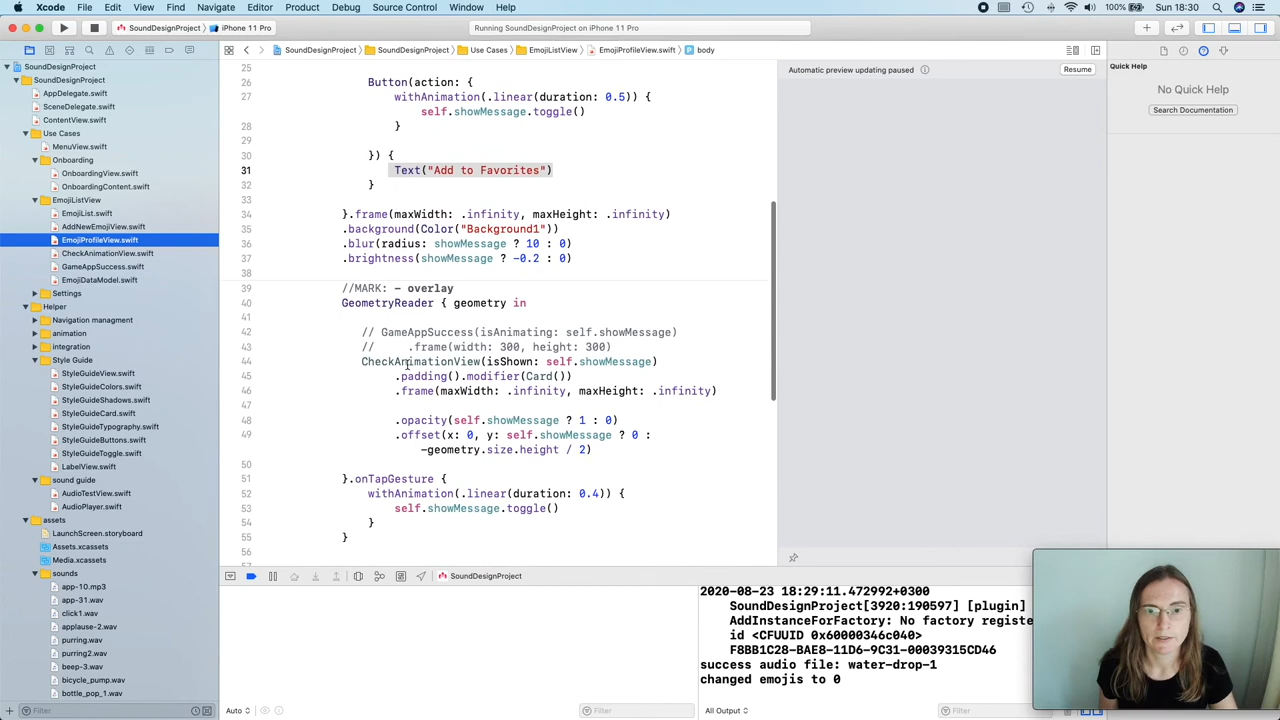 Xcode File Edit View Find Navigate Editor Product Debug Source Control Window Help 100% Sun 18:30
SoundDesignProject iPhone 11 Pro Running SoundDesignProject on iPhone 11 Pro
SoundDesignProject SoundDesignProject Use Cases EmojiListView EmojiProfileView.swift body
SoundDesignProject
SoundDesignProject
AppDelegate.swift
SceneDelegate.swift
ContentView.swift
Use Cases
MenuView.swift
Onboarding
OnboardingView.swift
OnboardingContent.swift
EmojiListView
EmojiList.swift
AddNewEmojiView.swift
EmojiProfileView.swift
CheckAnimationView.swift
GameAppSuccess.swift
EmojiDataModel.swift
Settings
Helper
Navigation managment
animation
Style Guide
StyleGuideView.swift
StyleGuideColors.swift
StyleGuideShadows.swift
StyleGuideCard.swift
StyleGuideTypography.swift
StyleGuideButtons.swift
StyleGuideToggle.swift
LabelView.swift
sound guide
AudioTestView.swift
AudioPlayer.swift
assets
LaunchScreen.storyboard
Assets.xcassets
Media.xcassets
sounds
app-10.mp3
app-31.wav
click1.wav
applause-2.wav
purring.wav
purring2.wav
beep-3.wav
bicycle_pump.wav
bottle_pop_1.wav
Filter
25
26 Button(action: {
27 withAnimation(.linear(duration: 0.5)) {
self.showMessage.toggle()
28 }
29
30 }) {
31 Text("Add to Favorites")
32 }
33
34 }.frame(maxWidth: .infinity, maxHeight: .infinity)
35 .background(Color("Background1"))
36 .blur(radius: showMessage ? 10 : 0)
37 .brightness(showMessage ? -0.2 : 0)
38
39 //MARK: - overlay
40 GeometryReader { geometry in
41
42 // GameAppSuccess(isAnimating: self.showMessage)
43 // .frame(width: 300, height: 300)
44 CheckAnimationView(isShown: self.showMessage)
45 .padding().modifier(Card())
46 .frame(maxWidth: .infinity, maxHeight: .infinity)
47
48 .opacity(self.showMessage ? 1 : 0)
49 .offset(x: 0, y: self.showMessage ? 0 :
-geometry.size.height / 2)
50
51 }.onTapGesture {
52 withAnimation(.linear(duration: 0.4)) {
53 self.showMessage.toggle()
54 }
55 }
56
Automatic preview updating paused Resume
Quick Help
No Quick Help
Search Documentation
SoundDesignProject
2020-08-23 18:29:11.472992+0300
SoundDesignProject[3920:190597] [plugin]
AddInstanceForFactory: No factory registe
id <CFUUID 0x60000346c040>
F8BB1C28-BAE8-11D6-9C31-00039315CD46
success audio file: water-drop-1
changed emojis to 0
Auto Filter All Output Filter